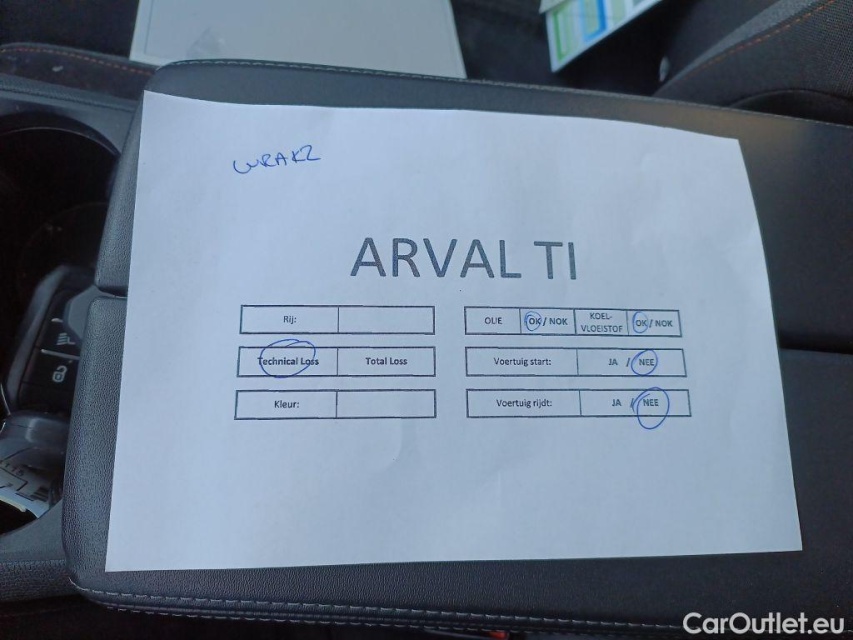 WRAK2
ARVAL TI
Rij:
OLIE OK / NOK KOEL-VLOEISTOF OK / NOK
Technical Loss Total Loss
Voertuig start: JA / NEE
Kleur:
Voertuig rijdt: JA / NEE
CarOutlet.eu